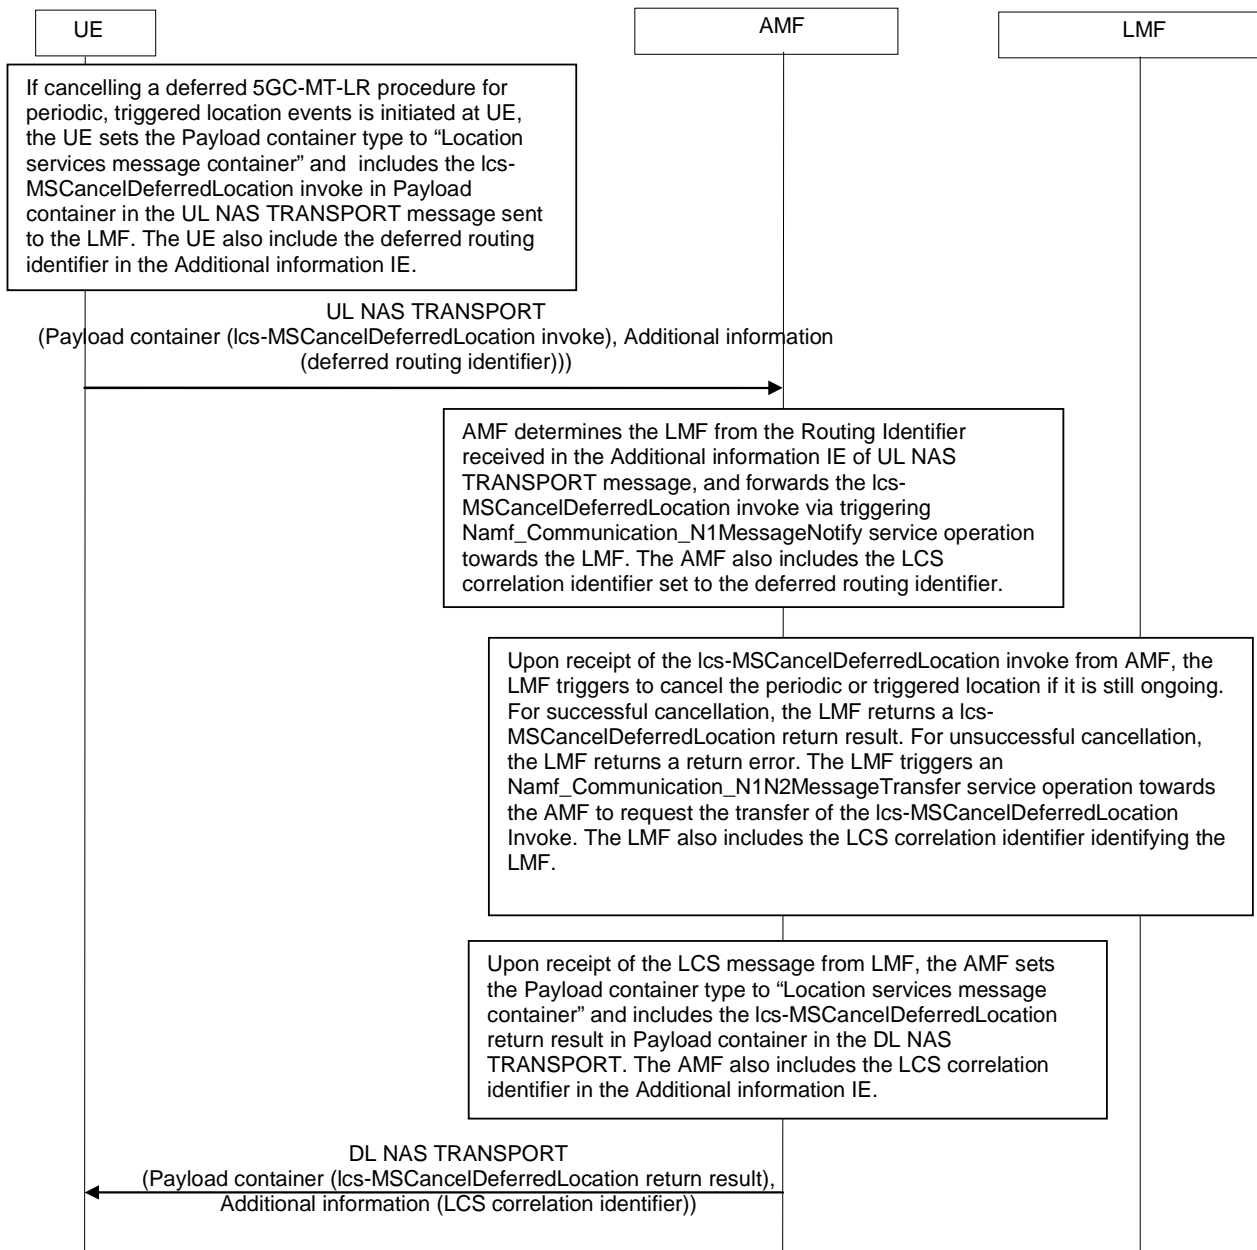 UE
AMF
LMF
If cancelling a deferred 5GC-MT-LR procedure for
periodic, triggered location events is initiated at UE,
the UE sets the Payload container type to “Location
services message container” and  includes the lcs-
MSCancelDeferredLocation invoke in Payload
container in the UL NAS TRANSPORT message sent
to the LMF. The UE also include the deferred routing
identifier in the Additional information IE.
UL NAS TRANSPORT
(Payload container (lcs-MSCancelDeferredLocation invoke), Additional information
(deferred routing identifier)))
AMF determines the LMF from the Routing Identifier
received in the Additional information IE of UL NAS
TRANSPORT message, and forwards the lcs-
MSCancelDeferredLocation invoke via triggering
Namf_Communication_N1MessageNotify service operation
towards the LMF. The AMF also includes the LCS
correlation identifier set to the deferred routing identifier.
Upon receipt of the lcs-MSCancelDeferredLocation invoke from AMF, the
LMF triggers to cancel the periodic or triggered location if it is still ongoing.
For successful cancellation, the LMF returns a lcs-
MSCancelDeferredLocation return result. For unsuccessful cancellation,
the LMF returns a return error. The LMF triggers an
Namf_Communication_N1N2MessageTransfer service operation towards
the AMF to request the transfer of the lcs-MSCancelDeferredLocation
Invoke. The LMF also includes the LCS correlation identifier identifying the
LMF.
Upon receipt of the LCS message from LMF, the AMF sets
the Payload container type to “Location services message
container” and includes the lcs-MSCancelDeferredLocation
return result in Payload container in the DL NAS
TRANSPORT. The AMF also includes the LCS correlation
identifier in the Additional information IE.
DL NAS TRANSPORT
(Payload container (lcs-MSCancelDeferredLocation return result),
Additional information (LCS correlation identifier))